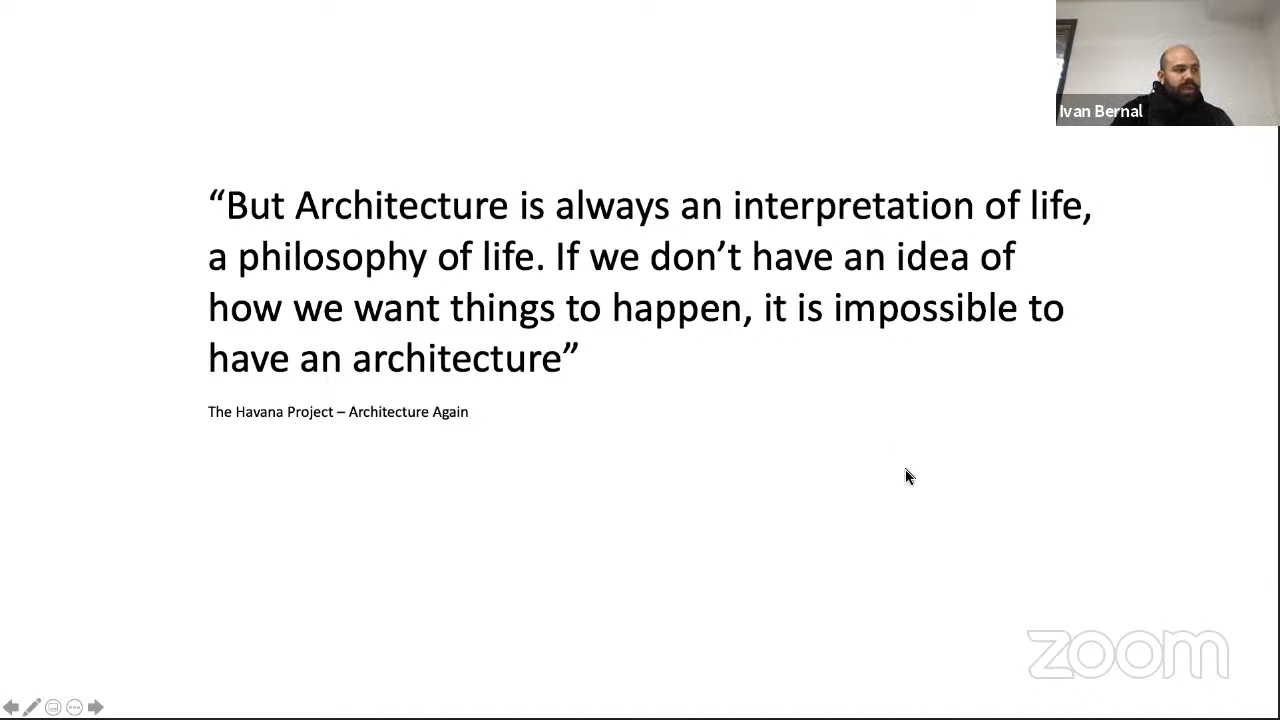 Ivan Bernal
“But Architecture is always an interpretation of life,
a philosophy of life. If we don’t have an idea of
how we want things to happen, it is impossible to
have an architecture”
The Havana Project – Architecture Again
zoom